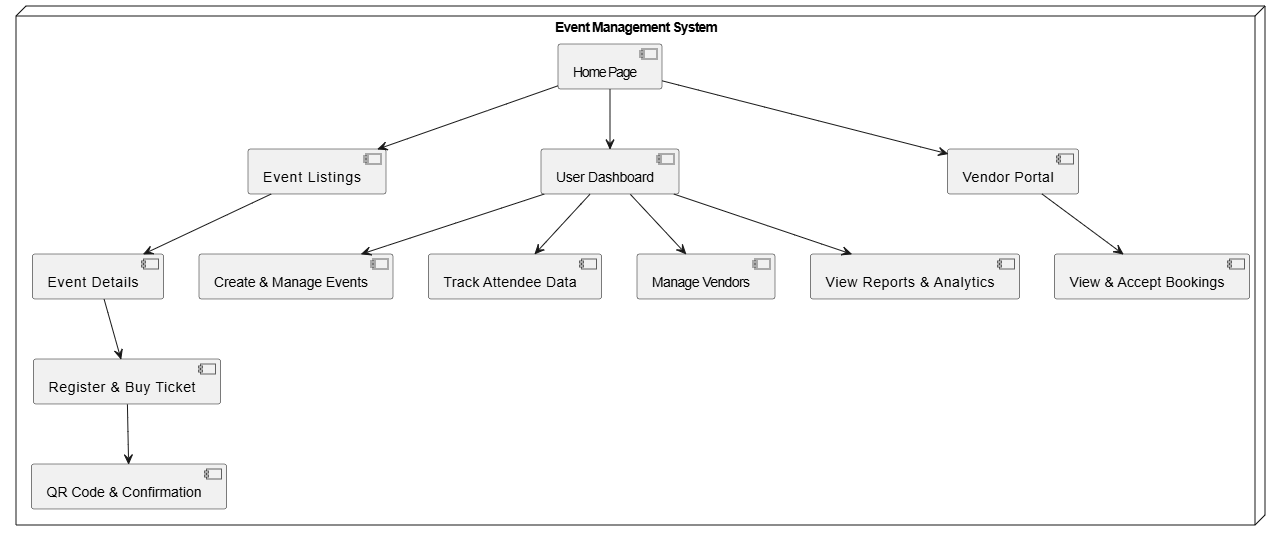 Event Management System
Home Page
Event Listings
User Dashboard
Vendor Portal
Event Details
Create & Manage Events
Track Attendee Data
Manage Vendors
View Reports & Analytics
View & Accept Bookings
Register & Buy Ticket
QR Code & Confirmation